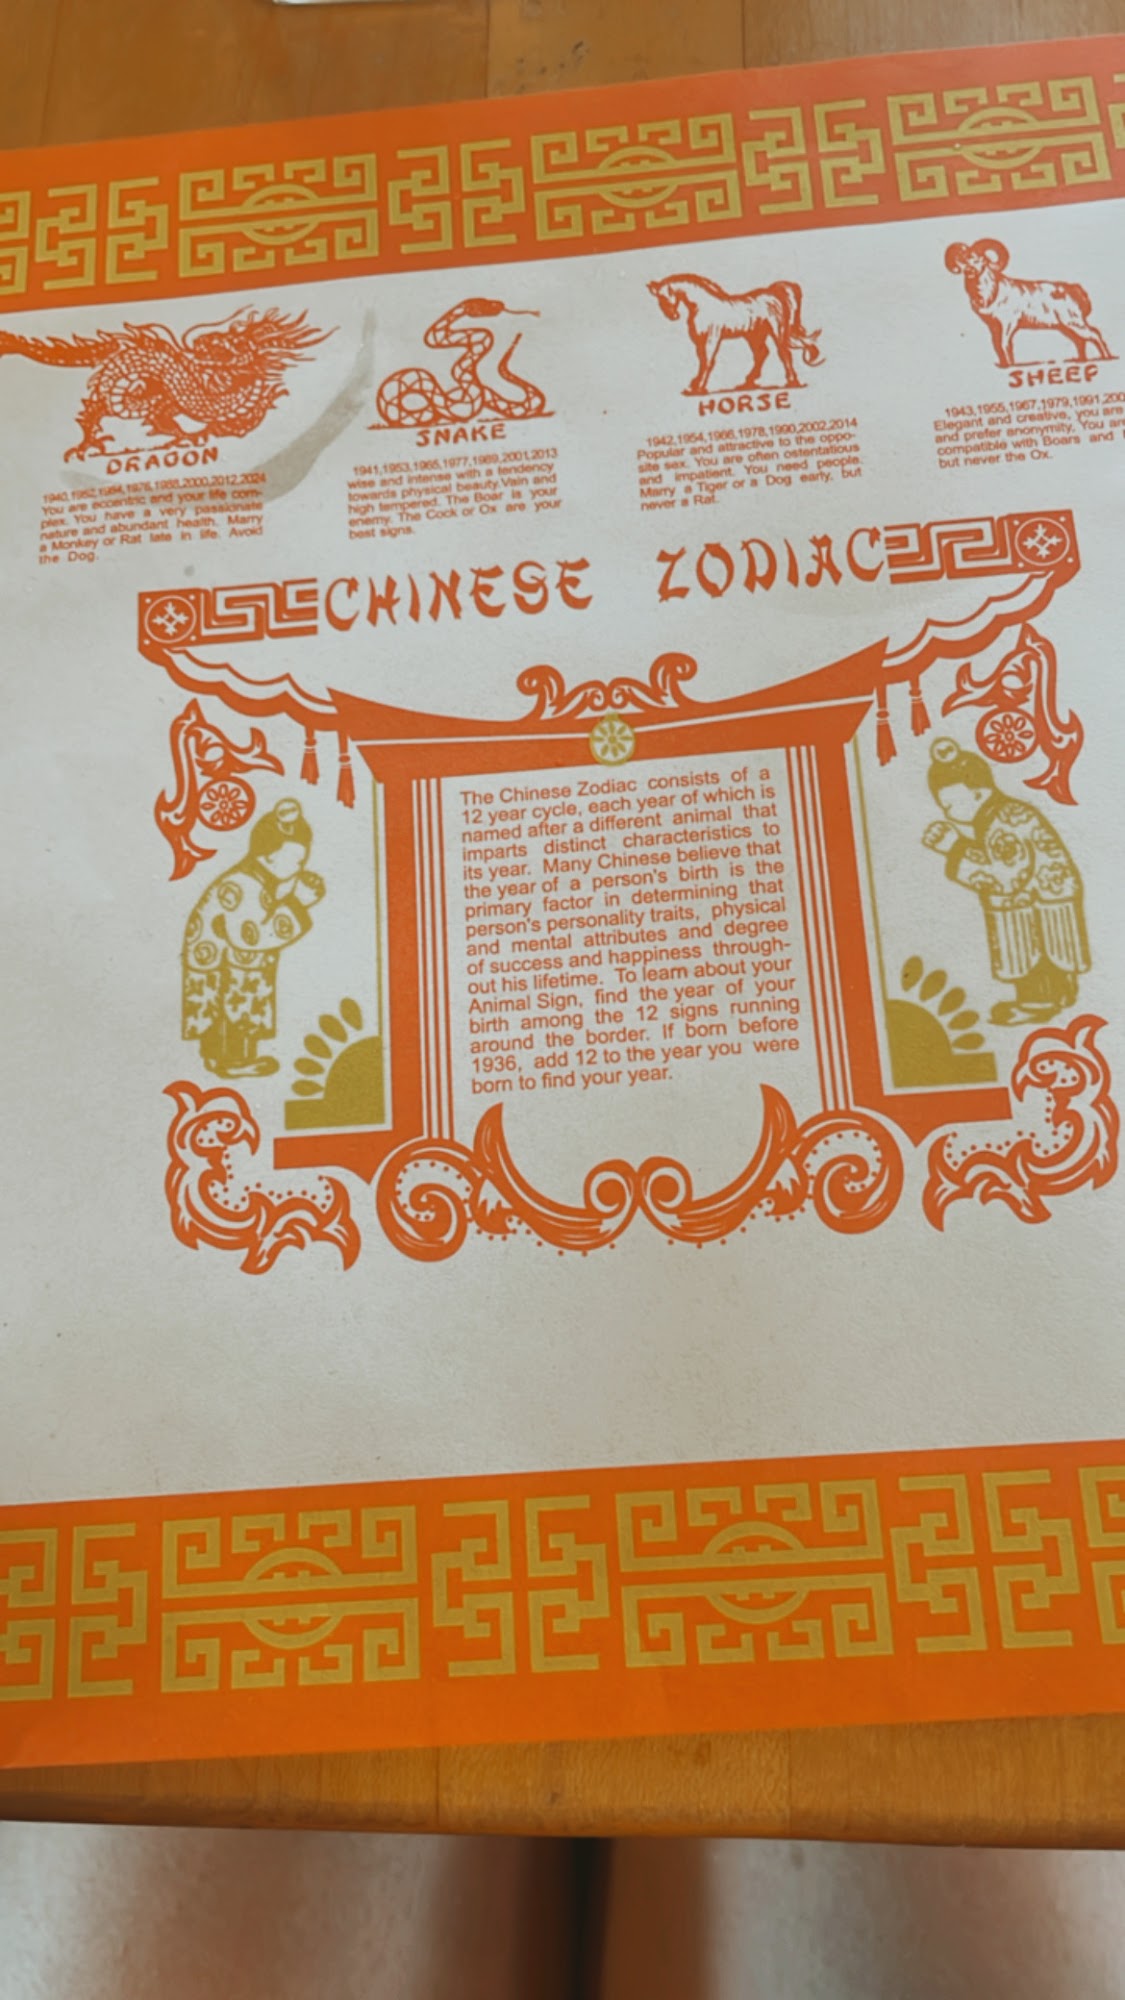 DRAGON
1940,1952,1964,1976,1988,2000,2012,2024
You are eccentric and your life com-
plex. You have a very passionate
nature and abundant health. Marry
a Monkey or Rat late in life. Avoid
the Dog.
SNAKE
1941,1953,1965,1977,1989,2001,2013
wise and intense with a tendency
towards physical beauty.Vain and
high tempered. The Boar is your
enemy. The Cock or Ox are your
best signs.
HORSE
1942,1954,1966,1978,1990,2002,2014
Popular and attractive to the oppo-
site sex. You are often ostentatious
and impatient. You need people.
Marry a Tiger or a Dog early, but
never a Rat.
SHEEP
1943,1955,1967,1979,1991,200
Elegant and creative, you are
and prefer anonymity. You are
compatible with Boars and
but never the Ox.
CHINESE ZODIAC
The Chinese Zodiac consists of a
12 year cycle, each year of which is
named after a different animal that
imparts distinct characteristics to
its year. Many Chinese believe that
the year of a person's birth is the
primary factor in determining that
person's personality traits, physical
and mental attributes and degree
of success and happiness through-
out his lifetime. To learn about your
Animal Sign, find the year of your
birth among the 12 signs running
around the border. If born before
1936, add 12 to the year you were
born to find your year.